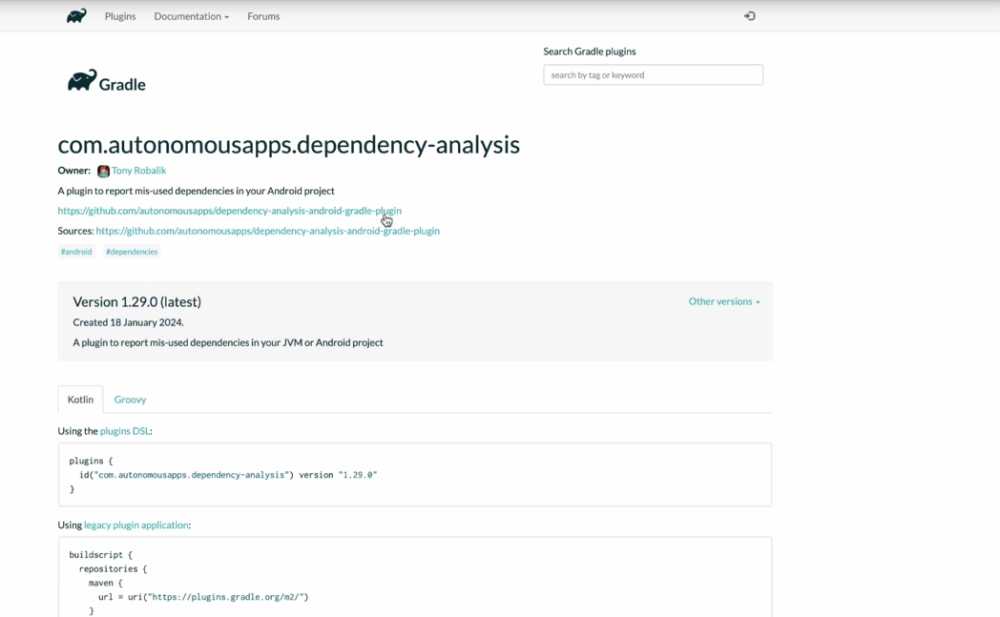 Plugins Documentation Forums
Search Gradle plugins
search by tag or keyword
Gradle
com.autonomousapps.dependency-analysis
Owner: Tony Robalik
A plugin to report mis-used dependencies in your Android project
https://github.com/autonomousapps/dependency-analysis-android-gradle-plugin
Sources: https://github.com/autonomousapps/dependency-analysis-android-gradle-plugin
#android #dependencies
Version 1.29.0 (latest) Other versions
Created 18 January 2024.
A plugin to report mis-used dependencies in your JVM or Android project
Kotlin Groovy
Using the plugins DSL:
plugins {
  id("com.autonomousapps.dependency-analysis") version "1.29.0"
}
Using legacy plugin application:
buildscript {
  repositories {
    maven {
      url = uri("https://plugins.gradle.org/m2/")
    }